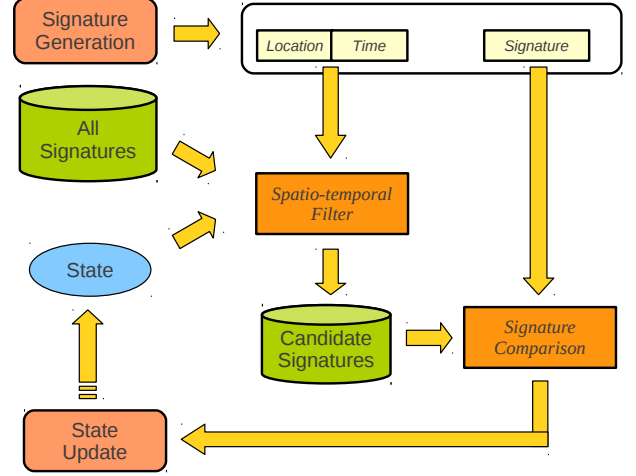 Signature
Generation
Location Time Signature
All
Signatures
Spatio-temporal
Filter
State
Candidate
Signatures
Signature
Comparison
State
Update